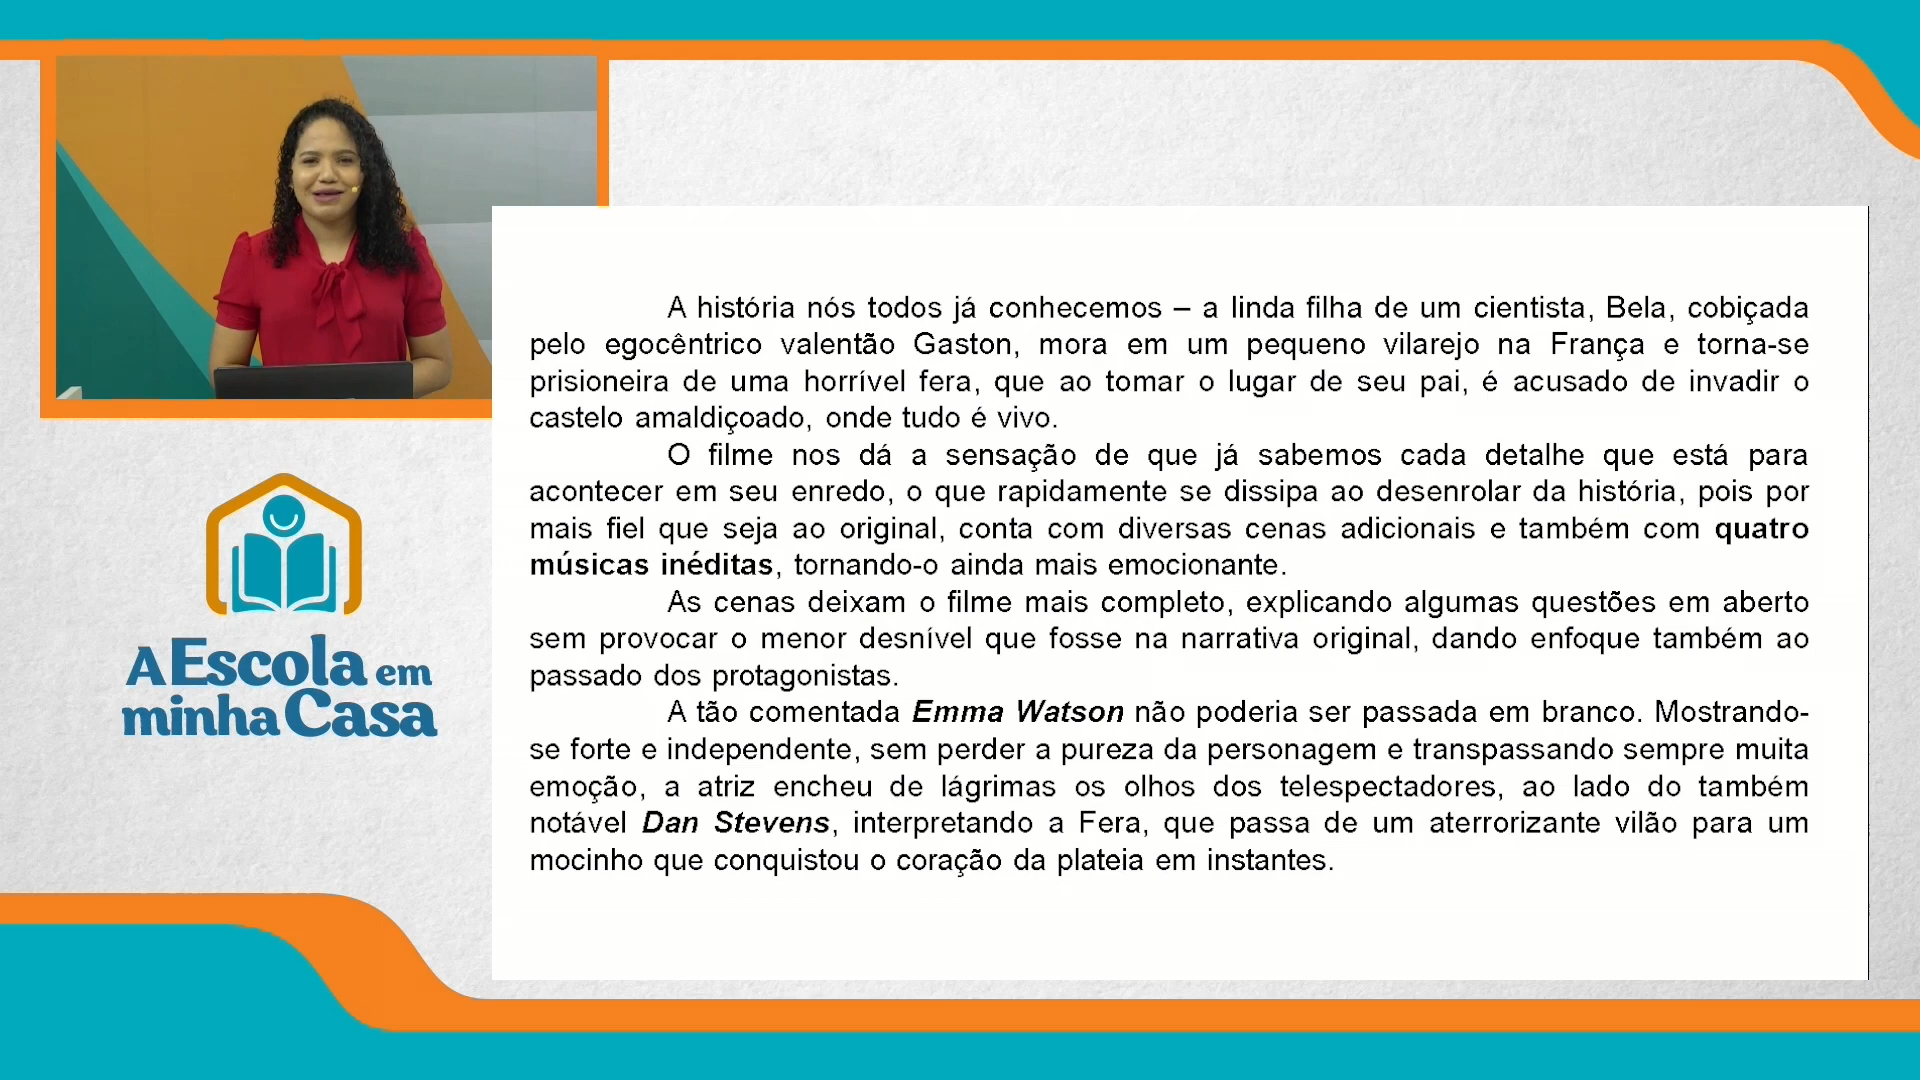 A história nós todos já conhecemos – a linda filha de um cientista, Bela, cobiçada
pelo egocêntrico valentão Gaston, mora em um pequeno vilarejo na França e torna-se
prisioneira de uma horrível fera, que ao tomar o lugar de seu pai, é acusado de invadir o
castelo amaldiçoado, onde tudo é vivo.
O filme nos dá a sensação de que já sabemos cada detalhe que está para
acontecer em seu enredo, o que rapidamente se dissipa ao desenrolar da história, pois por
mais fiel que seja ao original, conta com diversas cenas adicionais e também com quatro
músicas inéditas, tornando-o ainda mais emocionante.
As cenas deixam o filme mais completo, explicando algumas questões em aberto
sem provocar o menor desnível que fosse na narrativa original, dando enfoque também ao
passado dos protagonistas.
A tão comentada Emma Watson não poderia ser passada em branco. Mostrando-
se forte e independente, sem perder a pureza da personagem e transpassando sempre muita
emoção, a atriz encheu de lágrimas os olhos dos telespectadores, ao lado do também
notável Dan Stevens, interpretando a Fera, que passa de um aterrorizante vilão para um
mocinho que conquistou o coração da plateia em instantes.
A Escola em
minha Casa